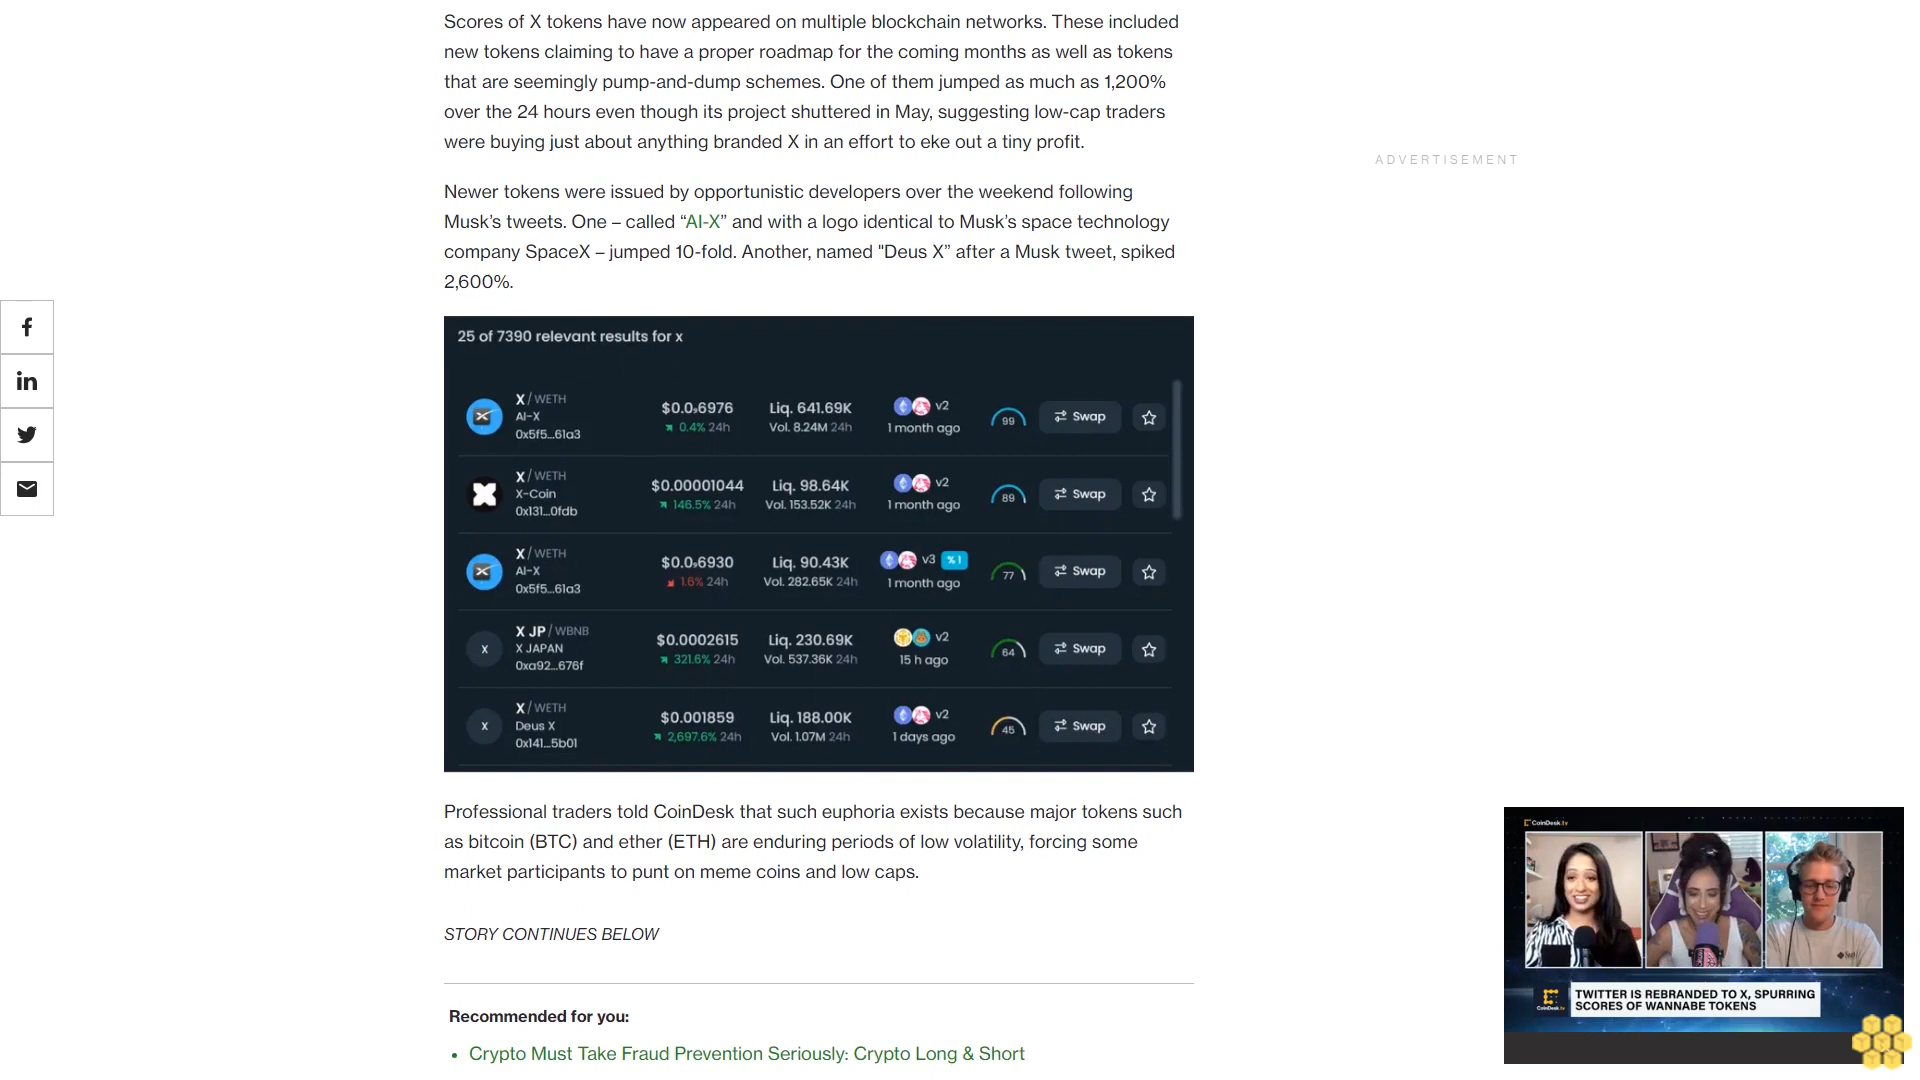 Scores of X tokens have now appeared on multiple blockchain networks. These included
new tokens claiming to have a proper roadmap for the coming months as well as tokens
that are seemingly pump-and-dump schemes. One of them jumped as much as 1,200%
over the 24 hours even though its project shuttered in May, suggesting low-cap traders
were buying just about anything branded X in an effort to eke out a tiny profit.
ADVERTISEMENT
Newer tokens were issued by opportunistic developers over the weekend following
Musk’s tweets. One – called “AI-X” and with a logo identical to Musk’s space technology
company SpaceX – jumped 10-fold. Another, named "Deus X” after a Musk tweet, spiked
2,600%.
25 of 7390 relevant results for x
X / WETH
AI-X
0x5f5...61a3
$0.0₉6976
0.4% 24h
Liq. 641.69K
Vol. 8.24M 24h
v2
1 month ago
99
Swap
X / WETH
X-Coin
0x131...0fdb
$0.00001044
146.5% 24h
Liq. 98.64K
Vol. 153.52K 24h
v2
1 month ago
89
Swap
X / WETH
AI-X
0x5f5...61a3
$0.0₉6930
1.6% 24h
Liq. 90.43K
Vol. 282.65K 24h
v3 %1
1 month ago
77
Swap
X
X JP / WBNB
X JAPAN
0xa92...676f
$0.0002615
321.6% 24h
Liq. 230.69K
Vol. 537.36K 24h
v2
15 h ago
64
Swap
X
X / WETH
Deus X
0x141...5b01
$0.001859
2,697.6% 24h
Liq. 188.00K
Vol. 1.07M 24h
v2
1 days ago
45
Swap
Professional traders told CoinDesk that such euphoria exists because major tokens such
as bitcoin (BTC) and ether (ETH) are enduring periods of low volatility, forcing some
market participants to punt on meme coins and low caps.
STORY CONTINUES BELOW
Recommended for you:
• Crypto Must Take Fraud Prevention Seriously: Crypto Long & Short
CoinDesk.tv
CoinDesk.tv
TWITTER IS REBRANDED TO X, SPURRING
SCORES OF WANNABE TOKENS